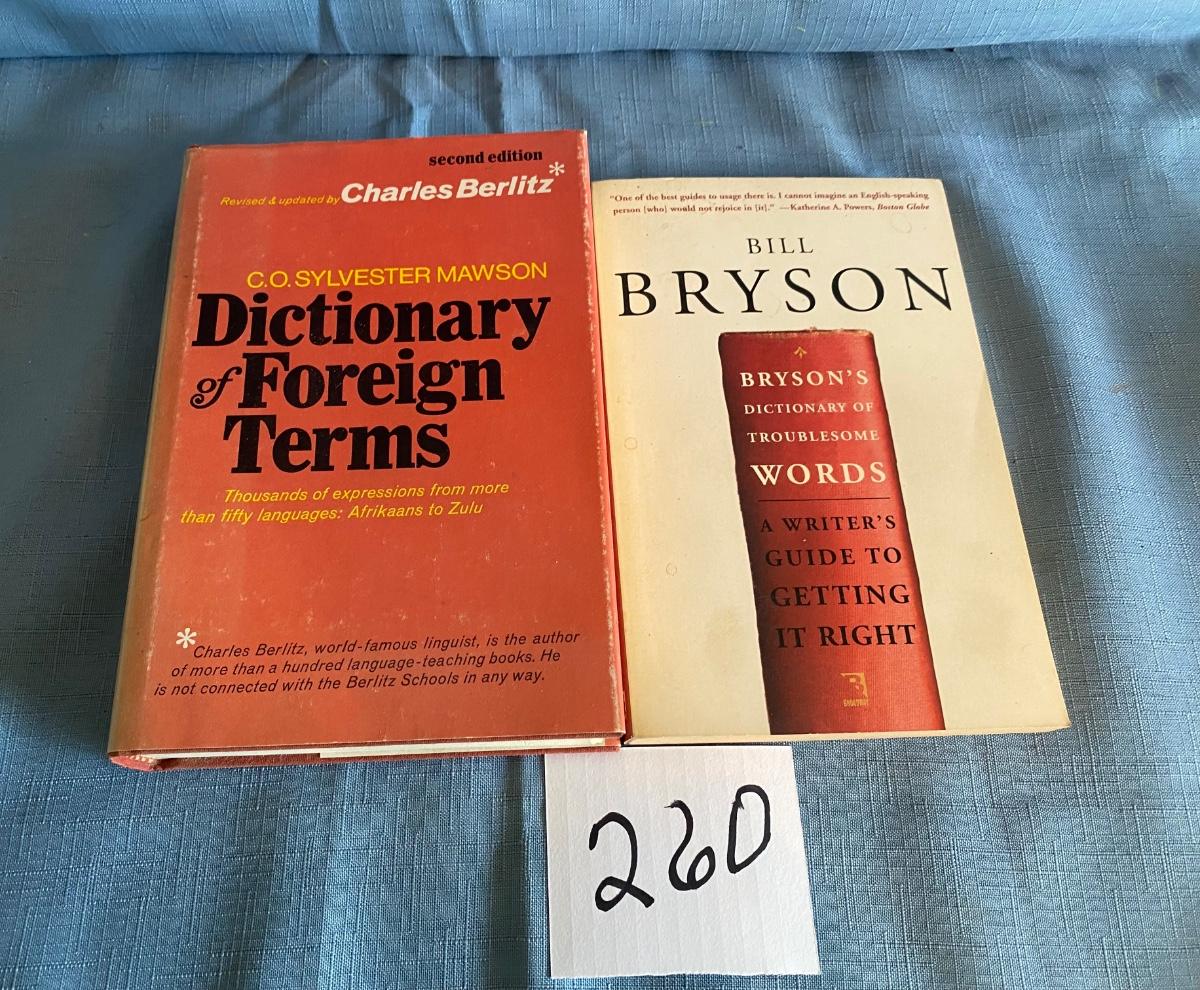 second edition
Revised & updated by Charles Berlitz*
C.O. SYLVESTER MAWSON
Dictionary
of Foreign
Terms
Thousands of expressions from more
than fifty languages: Afrikaans to Zulu
*Charles Berlitz, world-famous linguist, is the author
of more than a hundred language-teaching books. He
is not connected with the Berlitz Schools in any way.
"One of the best guides to usage there is. I cannot imagine an English-speaking
person [who] would not rejoice in [it]." —Katherine A. Powers, Boston Globe
BILL
BRYSON
BRYSON'S
DICTIONARY OF
TROUBLESOME
WORDS
A WRITER'S
GUIDE TO
GETTING
IT RIGHT
BROADWAY
260